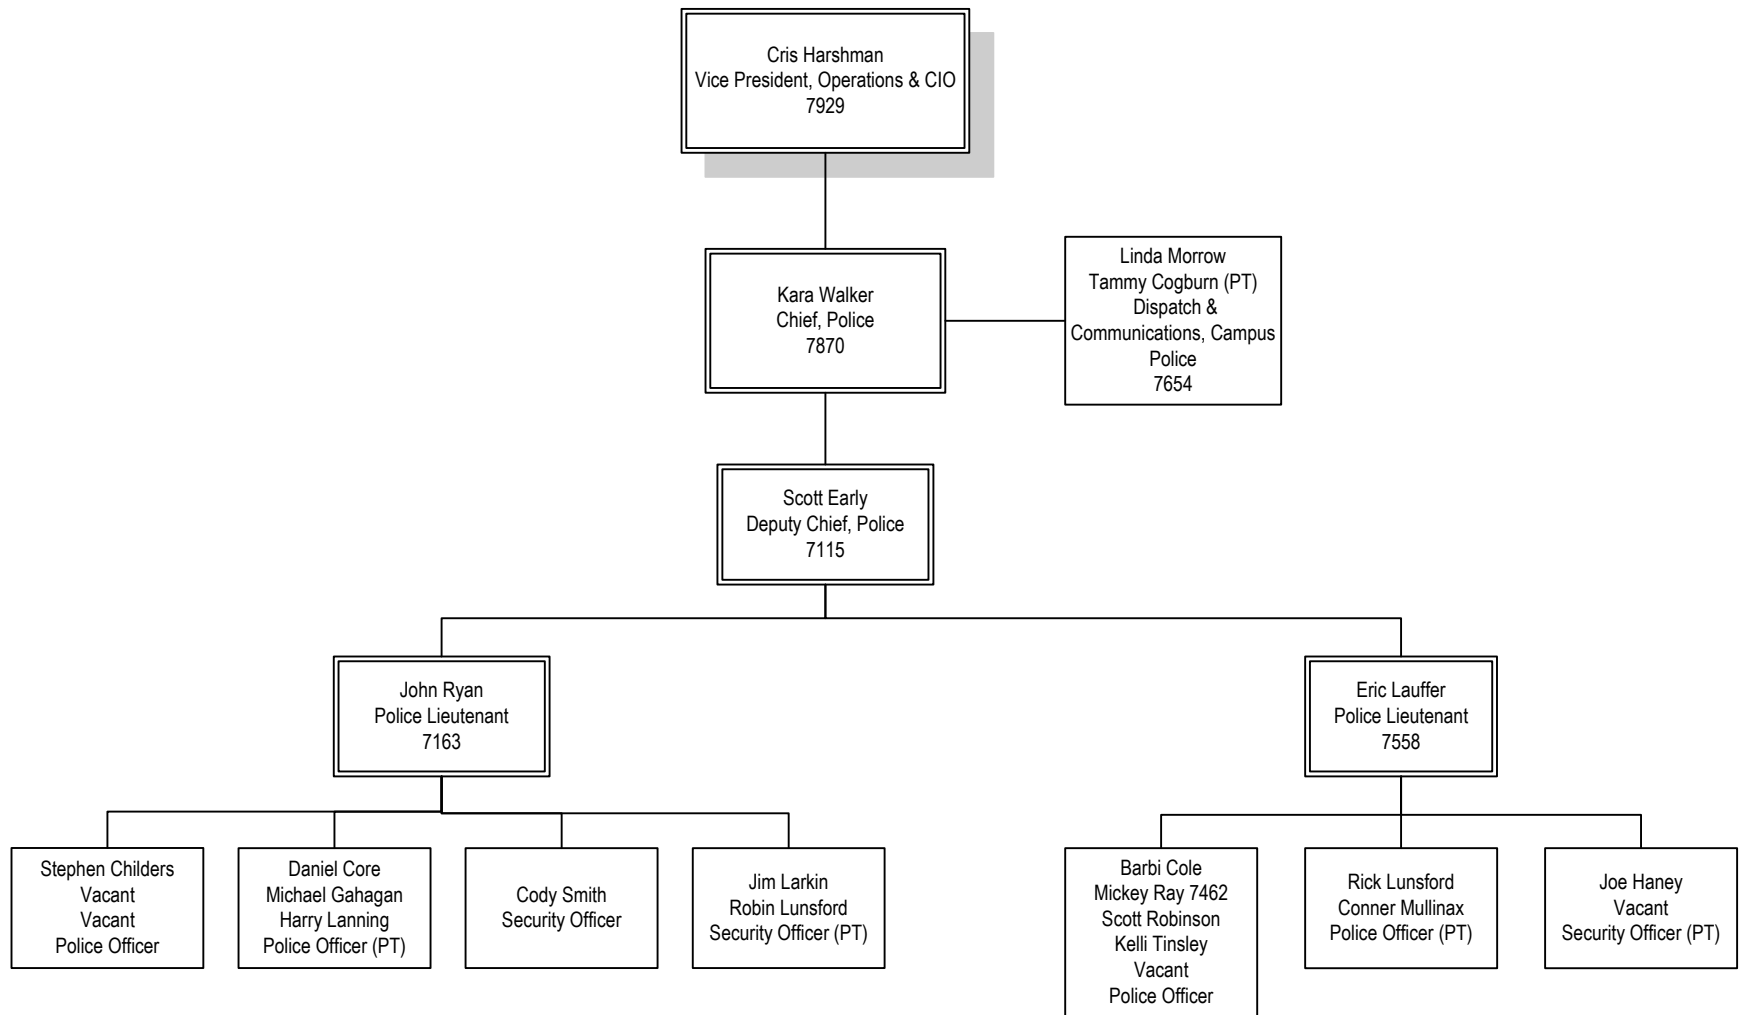 Cris Harshman
Vice President, Operations & CIO
7929
Kara Walker
Chief, Police
7870
Linda Morrow
Tammy Cogburn (PT)
Dispatch &
Communications, Campus
Police
7654
Scott Early
Deputy Chief, Police
7115
John Ryan
Police Lieutenant
7163
Eric Lauffer
Police Lieutenant
7558
Stephen Childers
Vacant
Vacant
Police Officer
Daniel Core
Michael Gahagan
Harry Lanning
Police Officer (PT)
Cody Smith
Security Officer
Jim Larkin
Robin Lunsford
Security Officer (PT)
Barbi Cole
Mickey Ray 7462
Scott Robinson
Kelli Tinsley
Vacant
Police Officer
Rick Lunsford
Conner Mullinax
Police Officer (PT)
Joe Haney
Vacant
Security Officer (PT)